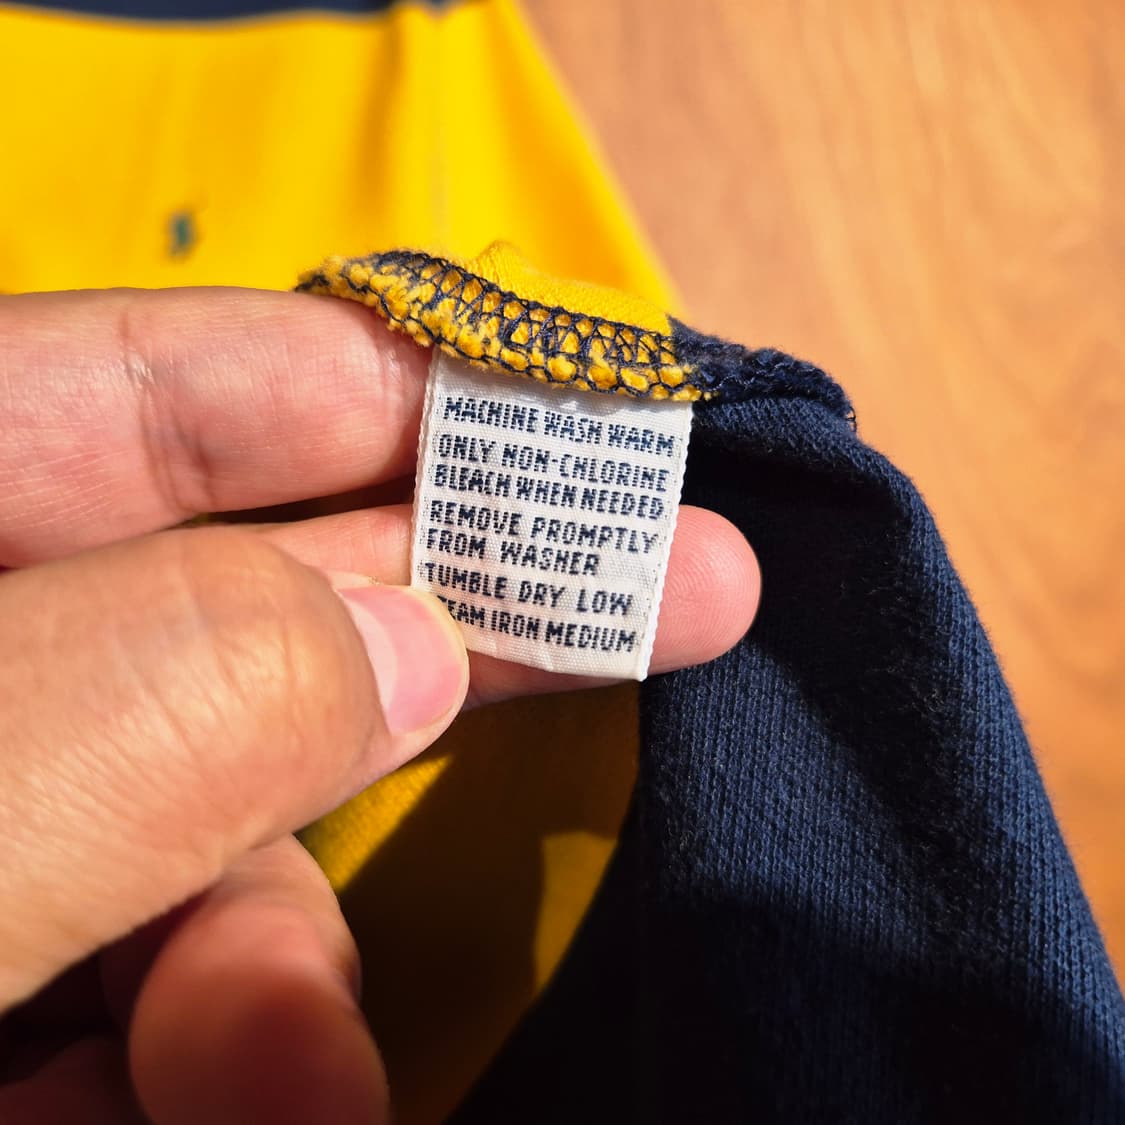 MACHINE WASH WARM
ONLY NON-CHLORINE
BLEACH WHEN NEEDED
REMOVE PROMPTLY
FROM WASHER
TUMBLE DRY LOW
TEAM IRON MEDIUM